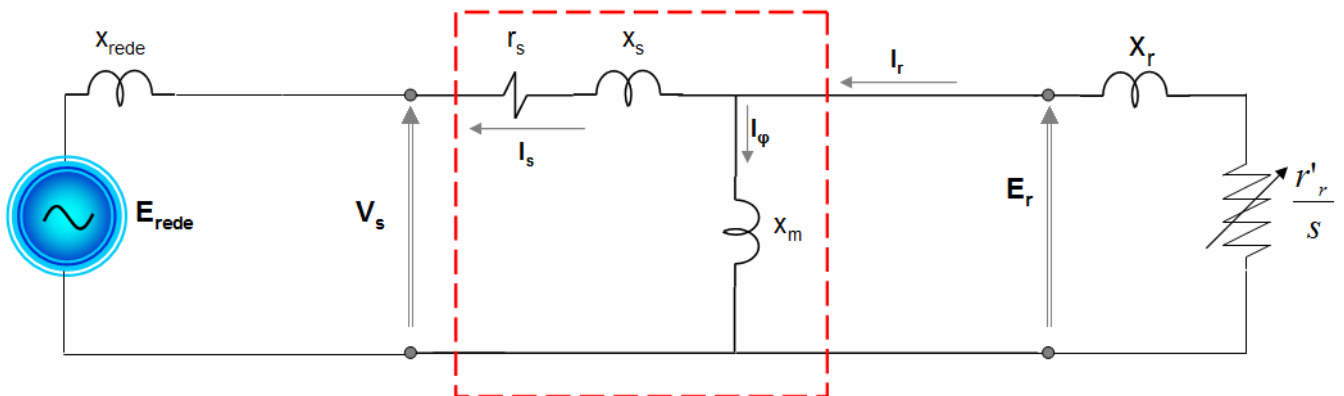 x_rede
r_s
x_s
I_r
x_r
I_s
I_φ
E_rede
V_s
x_m
E_r
r'_r
s